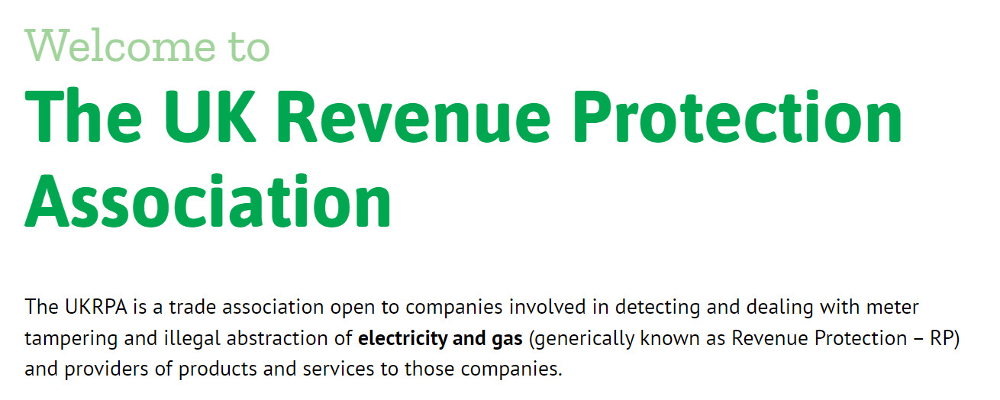 Welcome to
The UK Revenue Protection
Association
The UKRPA is a trade association open to companies involved in detecting and dealing with meter
tampering and illegal abstraction of electricity and gas (generically known as Revenue Protection – RP)
and providers of products and services to those companies.